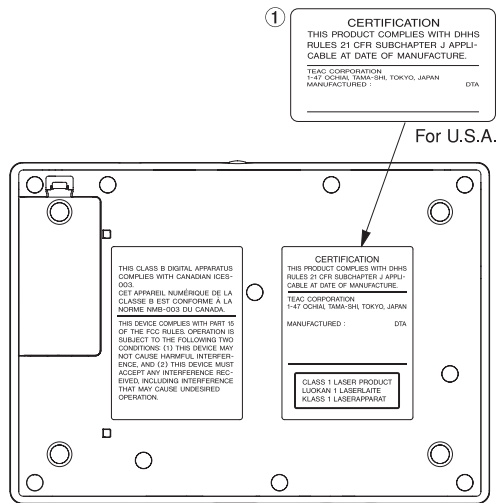 ①
CERTIFICATION
THIS PRODUCT COMPLIES WITH DHHS
RULES 21 CFR SUBCHAPTER J APPLI-
CABLE AT DATE OF MANUFACTURE.
TEAC CORPORATION
1-47 OCHIAI, TAMA-SHI, TOKYO, JAPAN
MANUFACTURED : DTA
For U.S.A.
THIS CLASS B DIGITAL APPARATUS
COMPLIES WITH CANADIAN ICES-
003.
CET APPAREIL NUMÉRIQUE DE LA
CLASSE B EST CONFORME À LA
NORME NMB-003 DU CANADA.
THIS DEVICE COMPLIES WITH PART 15
OF THE FCC RULES. OPERATION IS
SUBJECT TO THE FOLLOWING TWO
CONDITIONS: (1) THIS DEVICE MAY
NOT CAUSE HARMFUL INTERFER-
ENCE, AND (2) THIS DEVICE MUST
ACCEPT ANY INTERFERENCE REC-
EIVED, INCLUDING INTERFERENCE
THAT MAY CAUSE UNDESIRED
OPERATION.
CERTIFICATION
THIS PRODUCT COMPLIES WITH DHHS
RULES 21 CFR SUBCHAPTER J APPLI-
CABLE AT DATE OF MANUFACTURE.
TEAC CORPORATION
1-47 OCHIAI, TAMA-SHI, TOKYO, JAPAN
MANUFACTURED : DTA
CLASS 1 LASER PRODUCT
LUOKAN 1 LASERLAITE
KLASS 1 LASERAPPARAT